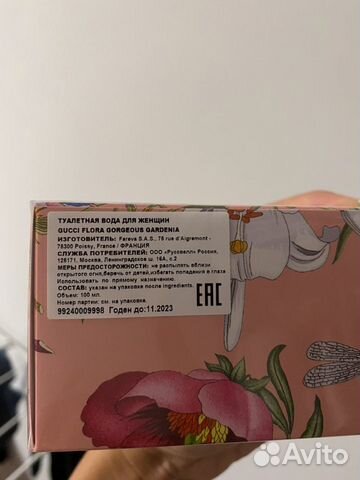 ТУАЛЕТНАЯ ВОДА ДЛЯ ЖЕНЩИН
GUCCI FLORA GORGEOUS GARDENIA
ИЗГОТОВИТЕЛЬ: Fareva S.A.S., 75 rue d'Aigremont -
78300 Poissy, France / ФРАНЦИЯ
СЛУЖБА ПОТРЕБИТЕЛЕЙ: ООО «Руссвелл» Россия,
125171, Москва, Ленинградское ш. 16А, с.2
МЕРЫ ПРЕДОСТОРОЖНОСТИ: не распылять вблизи
открытого огня,беречь от детей,избегать попадания в глаза
Использовать по прямому назначению.
СОСТАВ: указан на упаковке после ingredients.
Объем: 100 мл.
Номер партии: см. на упаковке.
99240009998 Годен до:11.2023
EAC
Avito